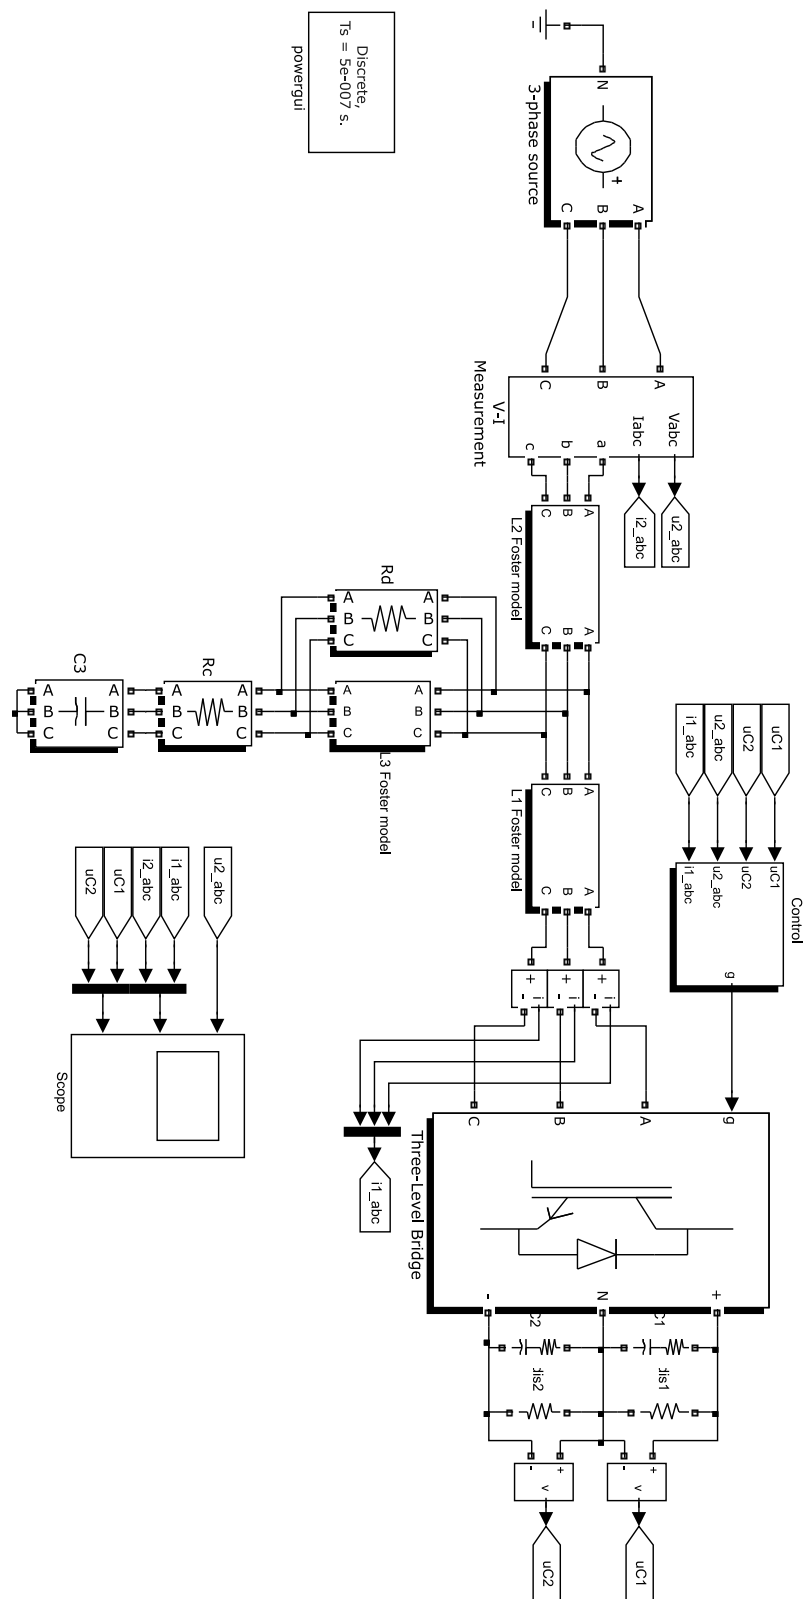 Discrete,
Ts = 5e-007 s.
powergui
N
3-phase source
+
A
B
C
A
B
C
V-I
Measurement
Vabc
Iabc
a
b
c
u2_abc
i2_abc
A
B
C
L2 Foster model
A
B
C
Rd
A
B
C
A
B
C
L3 Foster model
A
B
C
A
B
C
Rc
A
B
C
A
B
C
C3
A
B
C
A
B
C
A
B
C
L1 Foster model
A
B
C
uC1
uC2
u2_abc
i1_abc
Control
uC1
uC2
u2_abc
i1_abc
g
+
-
i
+
-
i
+
-
i
i1_abc
g
A
B
C
Three-Level Bridge
+
N
-
C1
C2
dis1
dis2
+
-
v
+
-
v
uC1
uC2
u2_abc
i1_abc
i2_abc
uC1
uC2
Scope